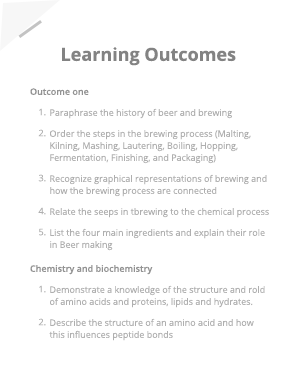 Learning Outcomes
Outcome one
1. Paraphrase the history of beer and brewing
2. Order the steps in the brewing process (Malting,
Kilning, Mashing, Lautering, Boiling, Hopping,
Fermentation, Finishing, and Packaging)
3. Recognize graphical representations of brewing and
how the brewing process are connected
4. Relate the seeps in tbrewing to the chemical process
5. List the four main ingredients and explain their role
in Beer making
Chemistry and biochemistry
1. Demonstrate a knowledge of the structure and rold
of amino acids and proteins, lipids and hydrates.
2. Describe the structure of an amino acid and how
this influences peptide bonds